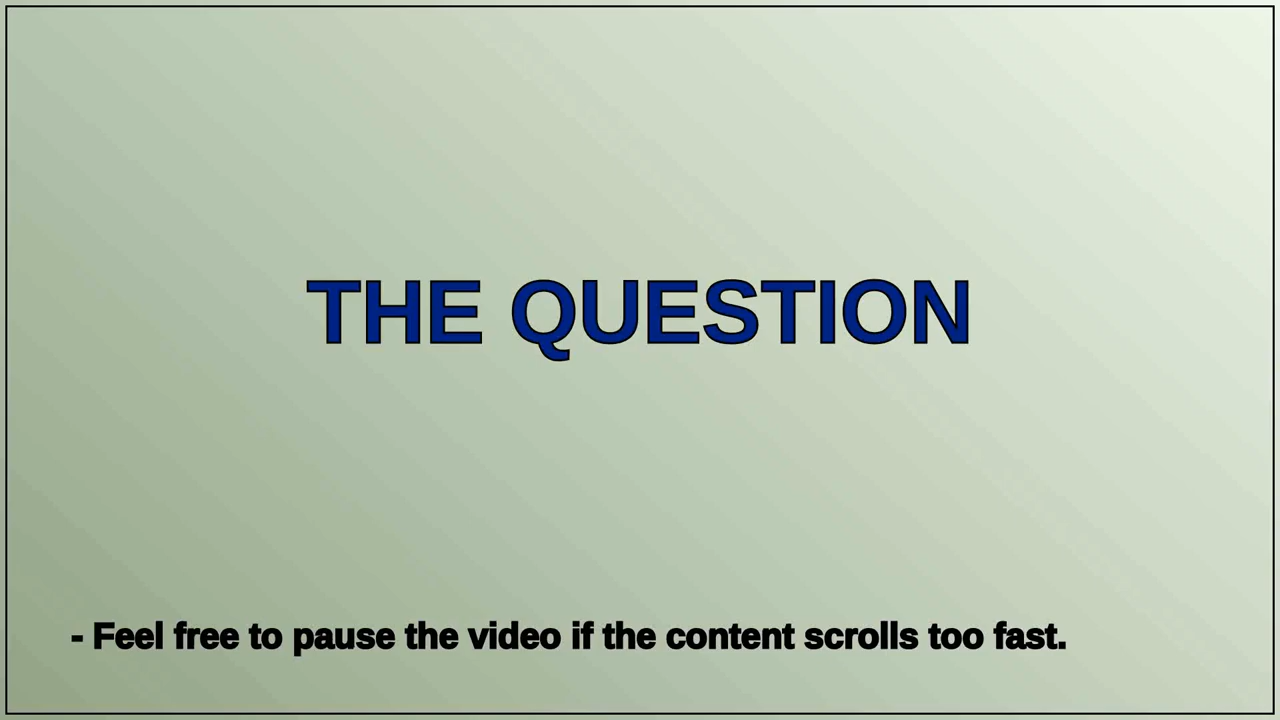 THE QUESTION
- Feel free to pause the video if the content scrolls too fast.